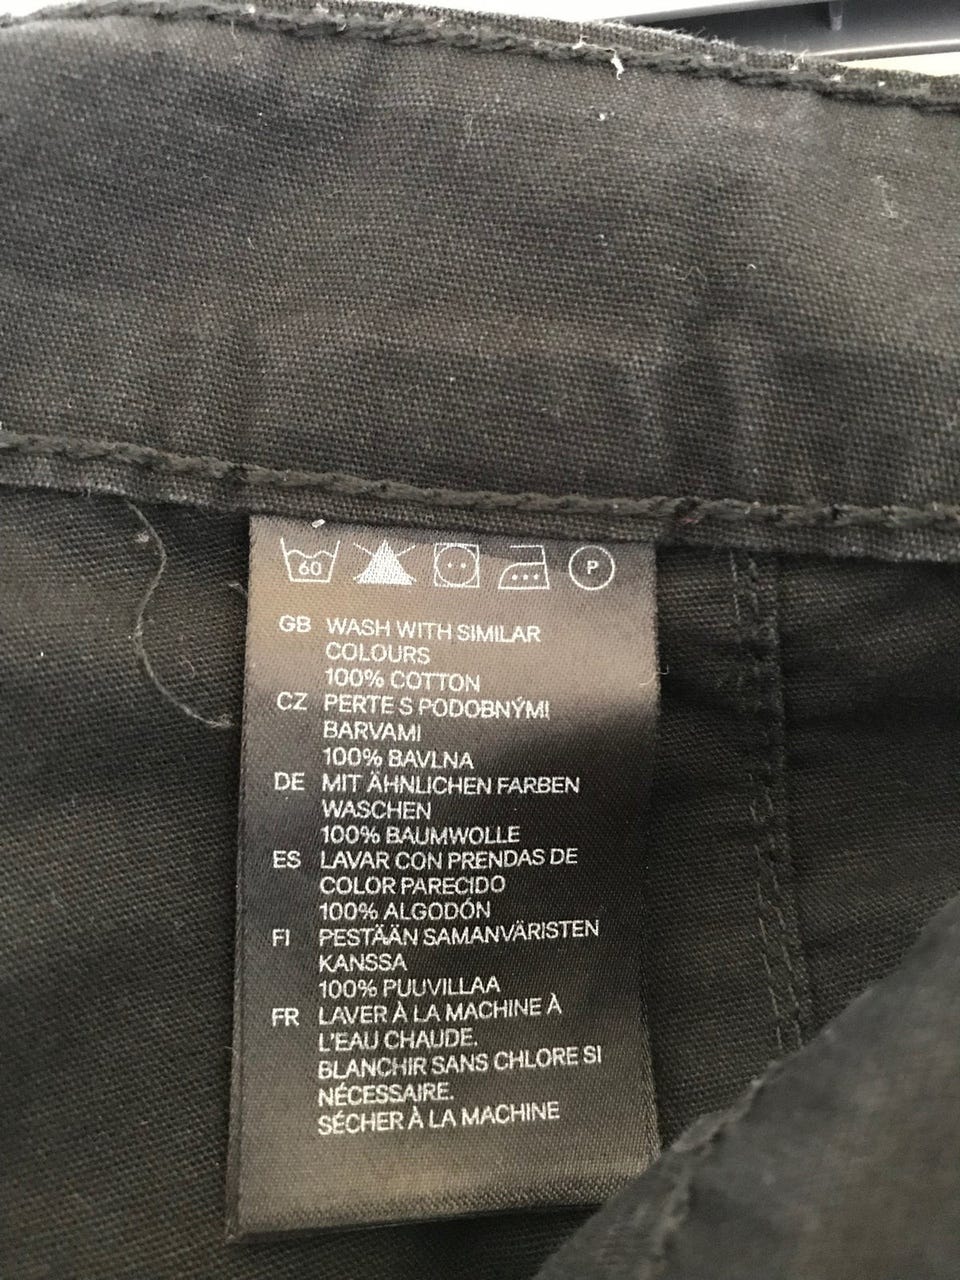 60 P
GB WASH WITH SIMILAR
COLOURS
100% COTTON
CZ PERTE S PODOBNÝMI
BARVAMI
100% BAVLNA
DE MIT ÄHNLICHEN FARBEN
WASCHEN
100% BAUMWOLLE
ES LAVAR CON PRENDAS DE
COLOR PARECIDO
100% ALGODÓN
FI PESTÄÄN SAMANVÄRISTEN
KANSSA
100% PUUVILLAA
FR LAVER À LA MACHINE À
L'EAU CHAUDE.
BLANCHIR SANS CHLORE SI
NÉCESSAIRE.
SÉCHER À LA MACHINE